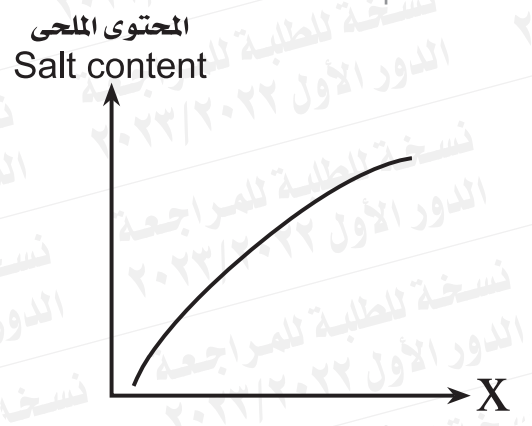 المحتوى الملحى
Salt content
X
نسخة للطلبة للمراجعة
الدور الأول ٢٠٢٢/٢٠٢٣
نسخة للطلبة للمراجعة
الدور الأول ٢٠٢٢/٢٠٢٣
نسخة للطلبة للمراجعة
الدور الأول ٢٠٢٢/٢٠٢٣